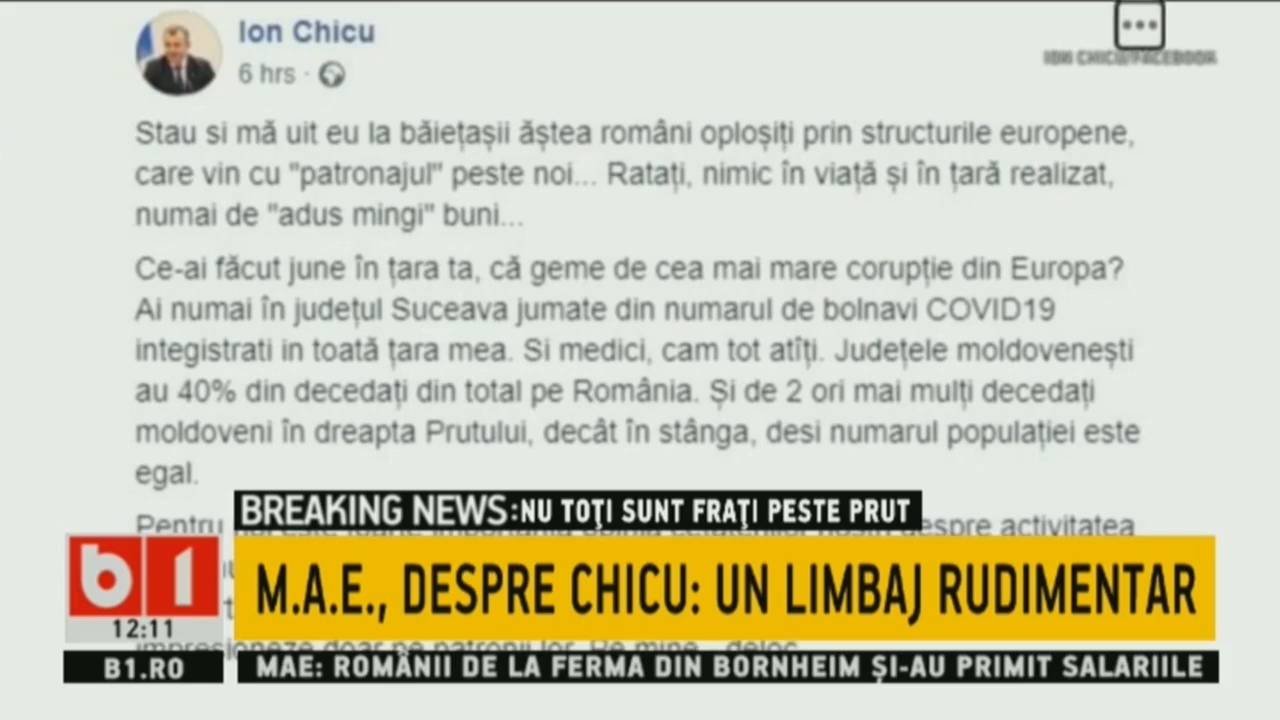 Ion Chicu
6 hrs ·
ION CHICU/FACEBOOK
Stau si mă uit eu la băiețașii ăștea români oploșiți prin structurile europene,
care vin cu "patronajul" peste noi... Ratați, nimic în viață și în țară realizat,
numai de "adus mingi" buni...
Ce-ai făcut june în țara ta, că geme de cea mai mare corupție din Europa?
Ai numai în județul Suceava jumate din numarul de bolnavi COVID19
integistrati in toată țara mea. Si medici, cam tot atîți. Județele moldovenești
au 40% din decedați din total pe România. Și de 2 ori mai mulți decedați
moldoveni în dreapta Prutului, decât în stânga, desi numarul populației este
egal.
Pentru despre activitatea
BREAKING NEWS: NU TOŢI SUNT FRAŢI PESTE PRUT
b1
M.A.E., DESPRE CHICU: UN LIMBAJ RUDIMENTAR
12:11
B1.RO
MAE: ROMÂNII DE LA FERMA DIN BORNHEIM ŞI-AU PRIMIT SALARIILE